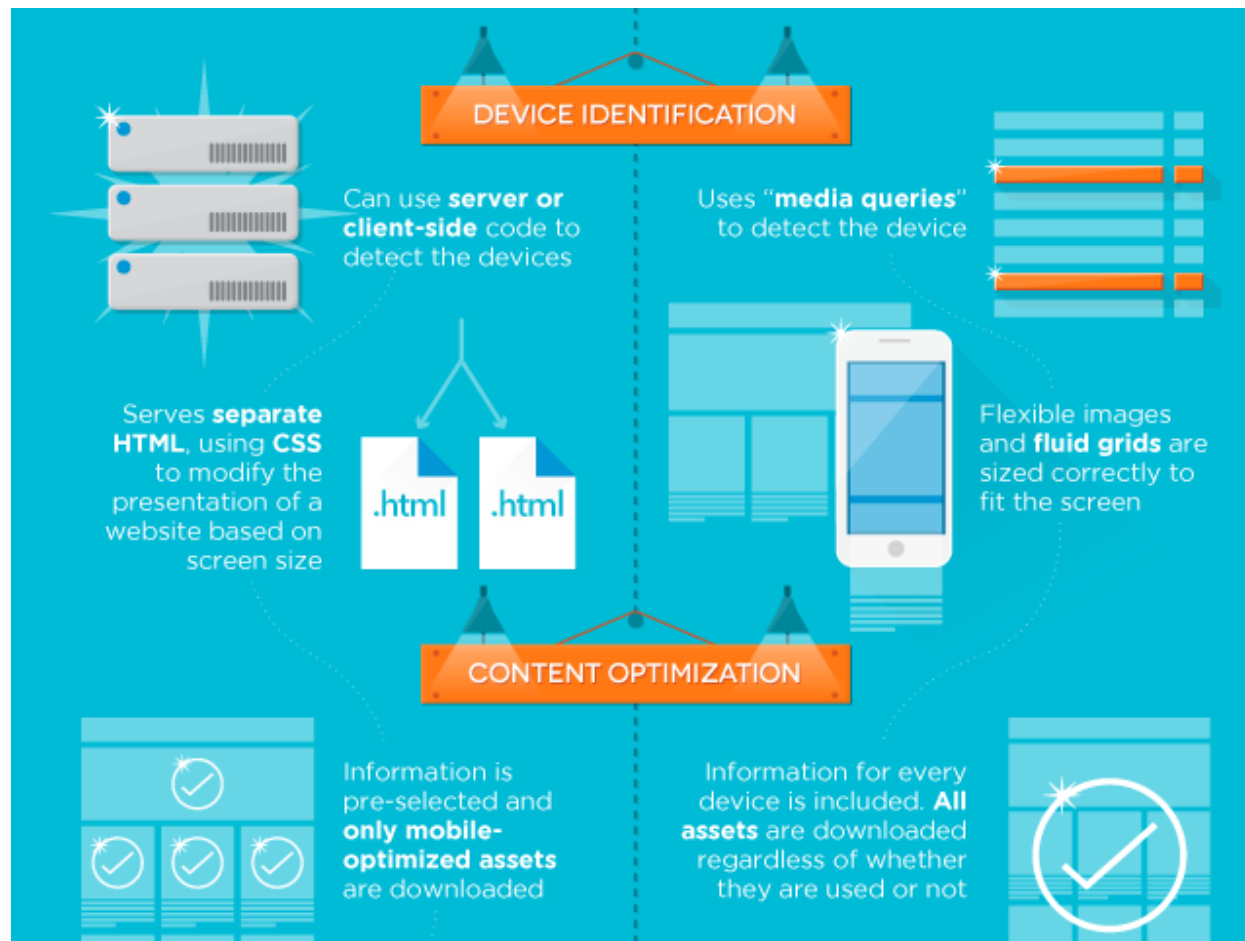 DEVICE IDENTIFICATION
Can use server or
client-side code to
detect the devices
Uses “media queries”
to detect the device
Serves separate
HTML, using CSS
to modify the
presentation of a
website based on
screen size
.html
.html
Flexible images
and fluid grids are
sized correctly to
fit the screen
CONTENT OPTIMIZATION
Information is
pre-selected and
only mobile-
optimized assets
are downloaded
Information for every
device is included. All
assets are downloaded
regardless of whether
they are used or not